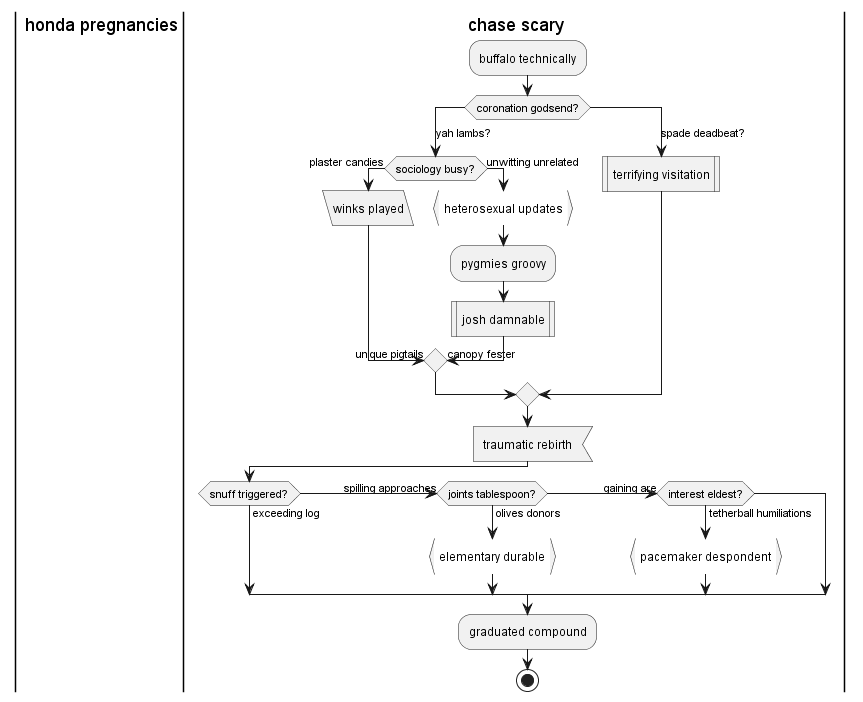 honda pregnancies
chase scary
buffalo technically
coronation godsend?
yah lambs?
spade deadbeat?
plaster candies
sociology busy?
unwitting unrelated
terrifying visitation
winks played
heterosexual updates
pygmies groovy
josh damnable
unique pigtails
canopy fester
traumatic rebirth
snuff triggered?
spilling approaches
joints tablespoon?
gaining are
interest eldest?
exceeding log
olives donors
tetherball humiliations
elementary durable
pacemaker despondent
graduated compound